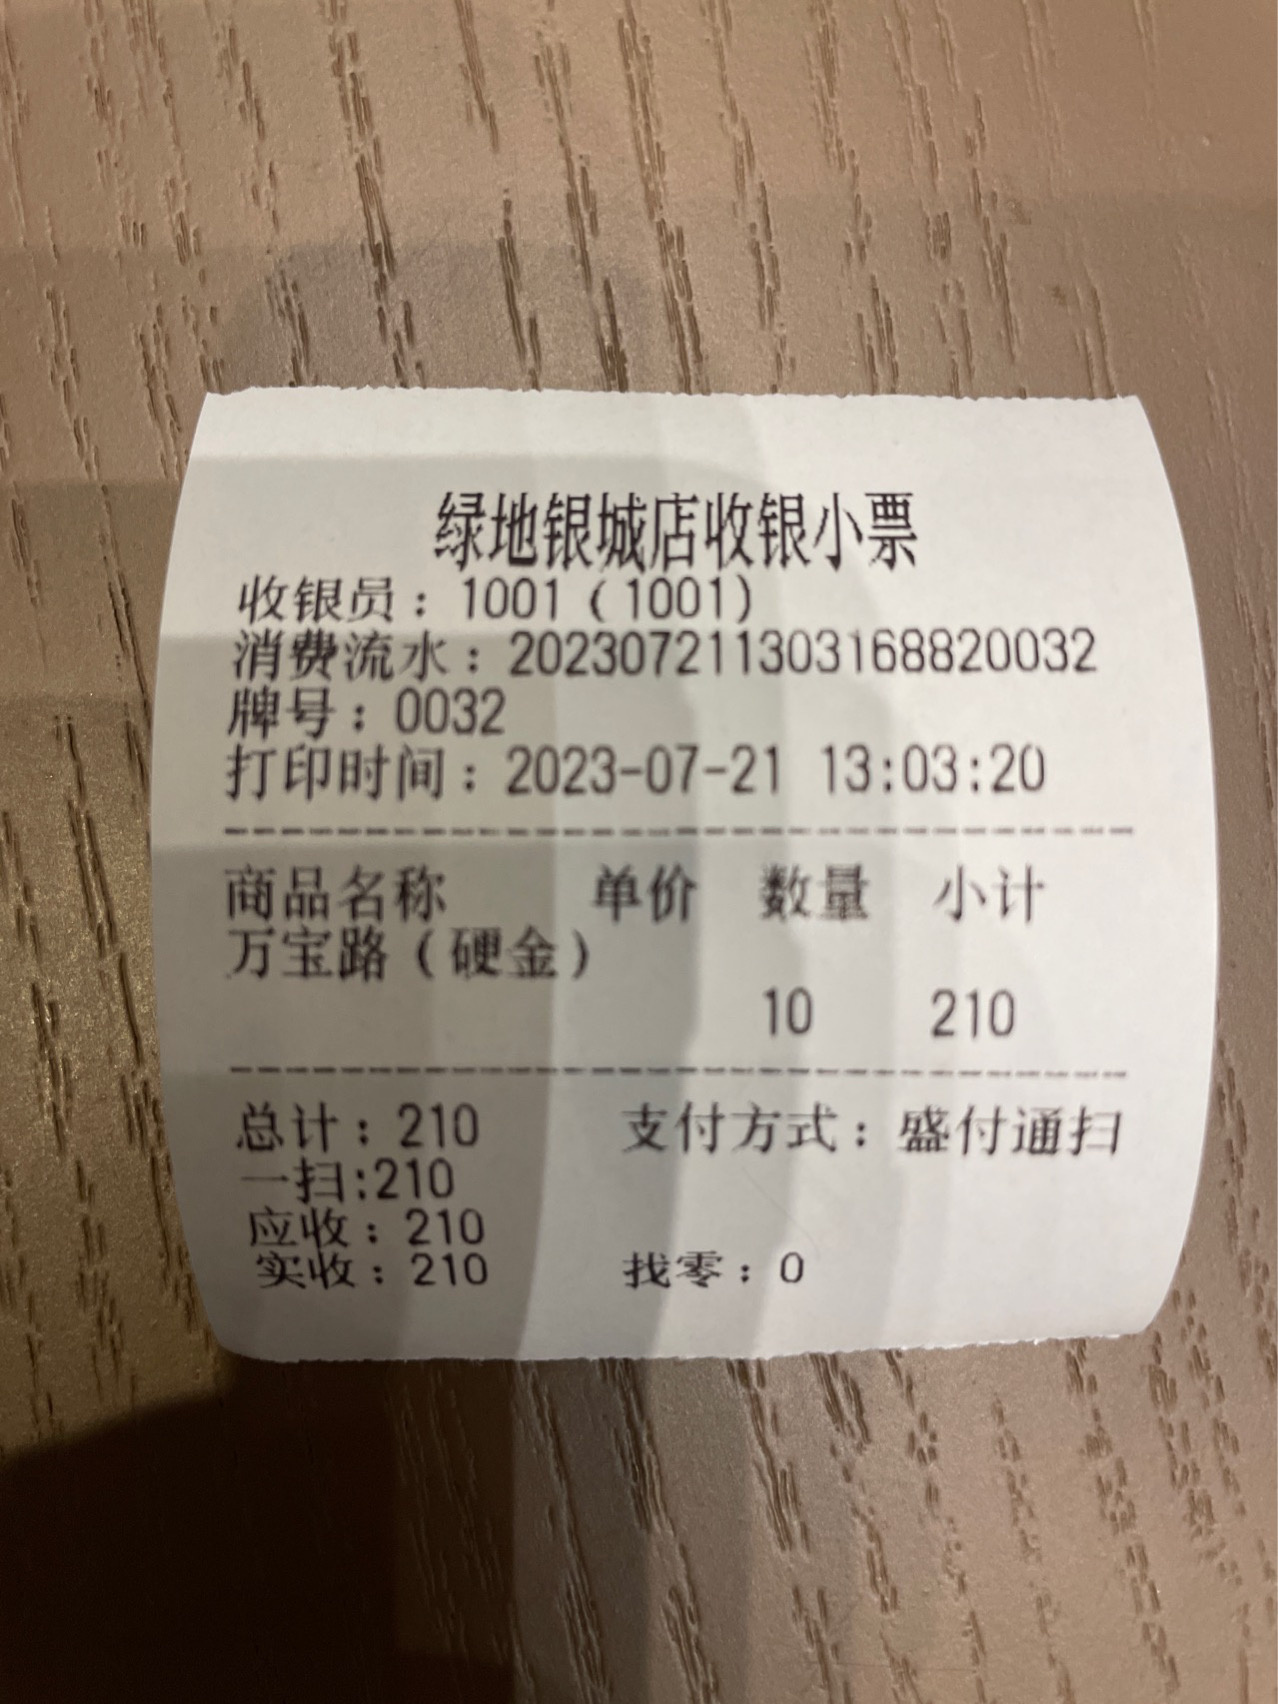 绿地银城店收银小票
收银员：1001（1001）
消费流水：202307211303168820032
牌号：0032
打印时间：2023-07-21 13:03:20
商品名称 单价 数量 小计
万宝路（硬金）
10 210
总计：210 支付方式：盛付通扫
一扫:210
应收：210
实收：210 找零：0